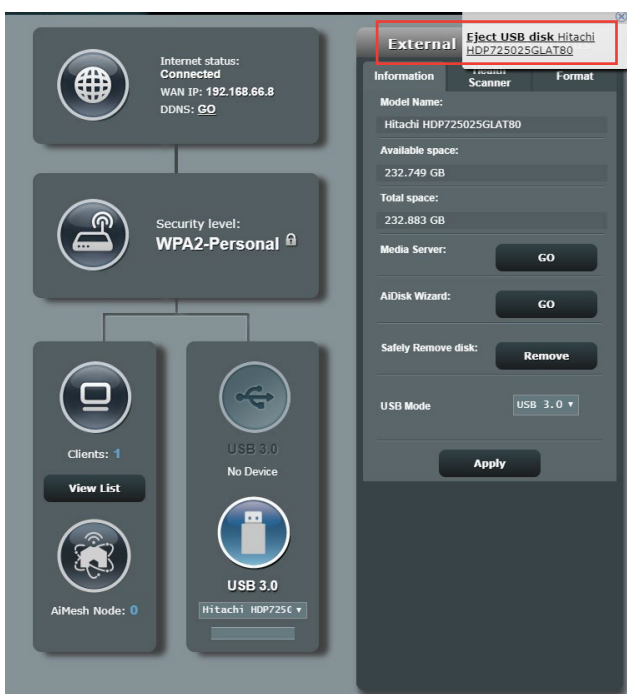 Internet status:
Connected
WAN IP: 192.168.66.8
DDNS: GO
Security level:
WPA2-Personal
Clients: 1
View List
AiMesh Node: 0
USB 3.0
No Device
USB 3.0
Hitachi HDP725C
External
Eject USB disk Hitachi
HDP725025GLAT80
Information
Health
Scanner
Format
Model Name:
Hitachi HDP725025GLAT80
Available space:
232.749 GB
Total space:
232.883 GB
Media Server:
GO
AiDisk Wizard:
GO
Safely Remove disk:
Remove
USB Mode
USB 3.0
Apply